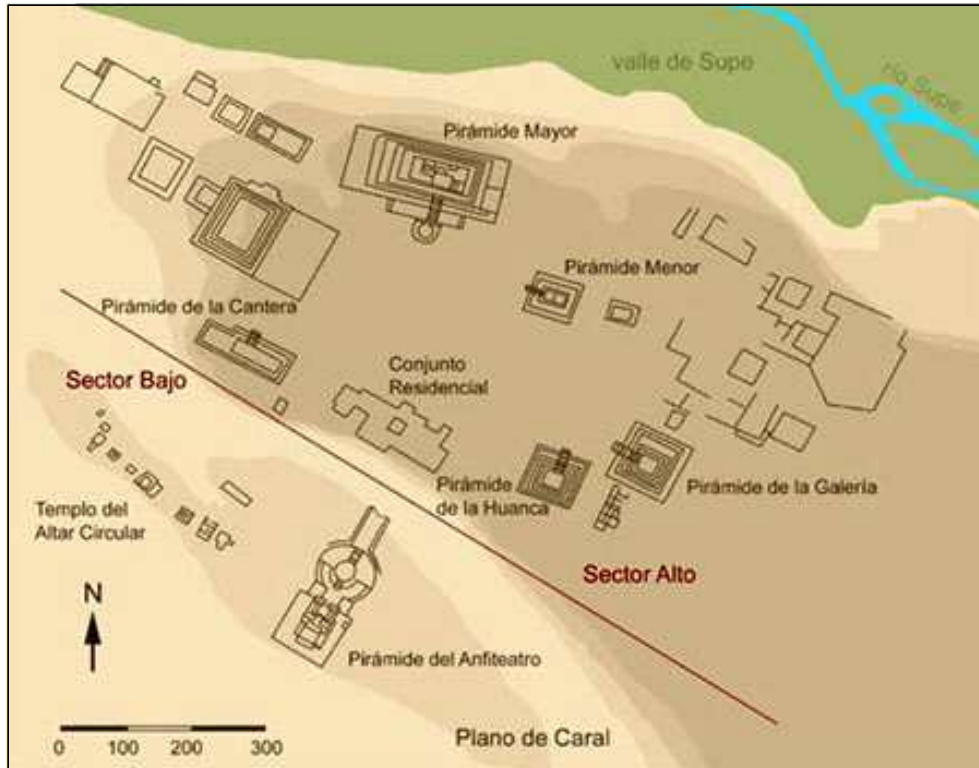 valle de Supe
río Supe
Pirámide Mayor
Pirámide Menor
Pirámide de la Cantera
Sector Bajo
Conjunto
Residencial
Pirámide
de la Huanca
Pirámide de la Galería
Templo del
Altar Circular
Sector Alto
N
Pirámide del Anfiteatro
0 100 200 300
Plano de Caral